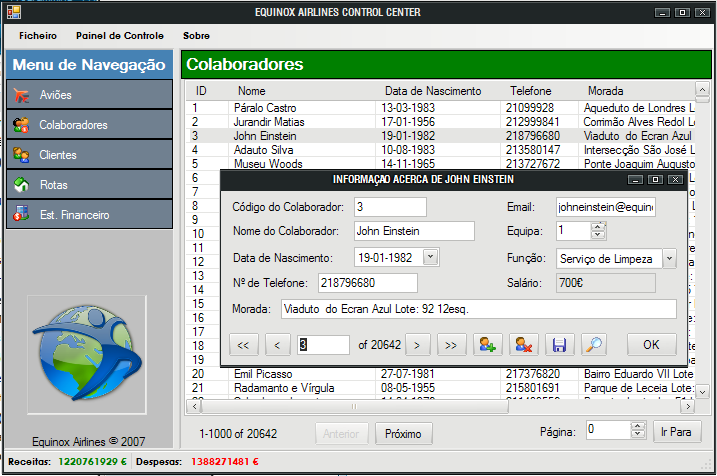 EQUINOX AIRLINES CONTROL CENTER
Ficheiro Painel de Controle Sobre
Menu de Navegação
Aviões
Colaboradores
Clientes
Rotas
Est. Financeiro
Equinox Airlines @ 2007
Colaboradores
ID Nome Data de Nascimento Telefone Morada
1 Páralo Castro 13-03-1983 21099928 Aqueduto de Londres L
2 Jurandir Matias 17-01-1956 212999841 Corrimão Alves Redol L
3 John Einstein 19-01-1982 218796680 Viaduto do Ecran Azul
4 Adauto Silva 10-08-1983 213580147 Intersecção São José L
5 Museu Woods 14-11-1965 213727672 Ponte Joaquim Augusto
6
7
8
9
10
11
12
13
14
15
16
17
18
19
20 Emil Picasso 27-07-1981 217376820 Bairro Eduardo VII Lote
21 Radamanto e Vírgula 08-05-1955 215801691 Parque de Leceia Lote:
INFORMAÇAO ACERCA DE JOHN EINSTEIN
Código do Colaborador: 3 Email: johneinstein@equin
Nome do Colaborador: John Einstein Equipa: 1
Data de Nascimento: 19-01-1982 Função: Serviço de Limpeza
Nº de Telefone: 218796680 Salário: 700€
Morada: Viaduto do Ecran Azul Lote: 92 12esq.
<< < 3 of 20642 > >> OK
1-1000 of 20642 Anterior Próximo Página: 0 Ir Para
Receitas: 1220761929 € Despesas: 1388271481 €